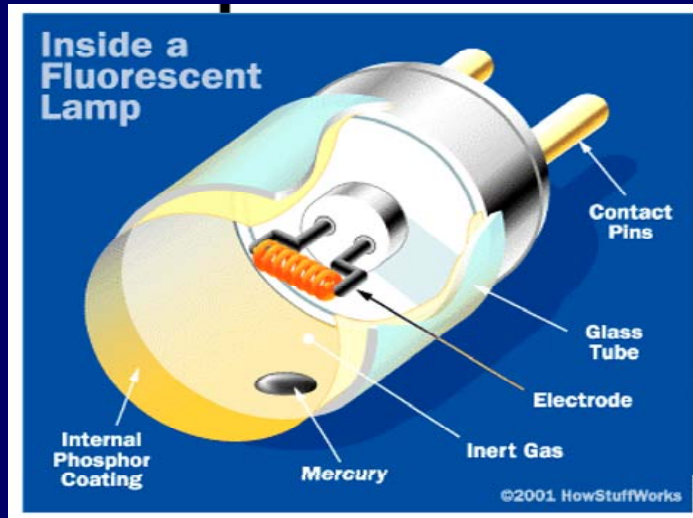 Inside a
Fluorescent
Lamp
Contact
Pins
Glass
Tube
Electrode
Inert Gas
Mercury
Internal
Phosphor
Coating
©2001 HowStuffWorks